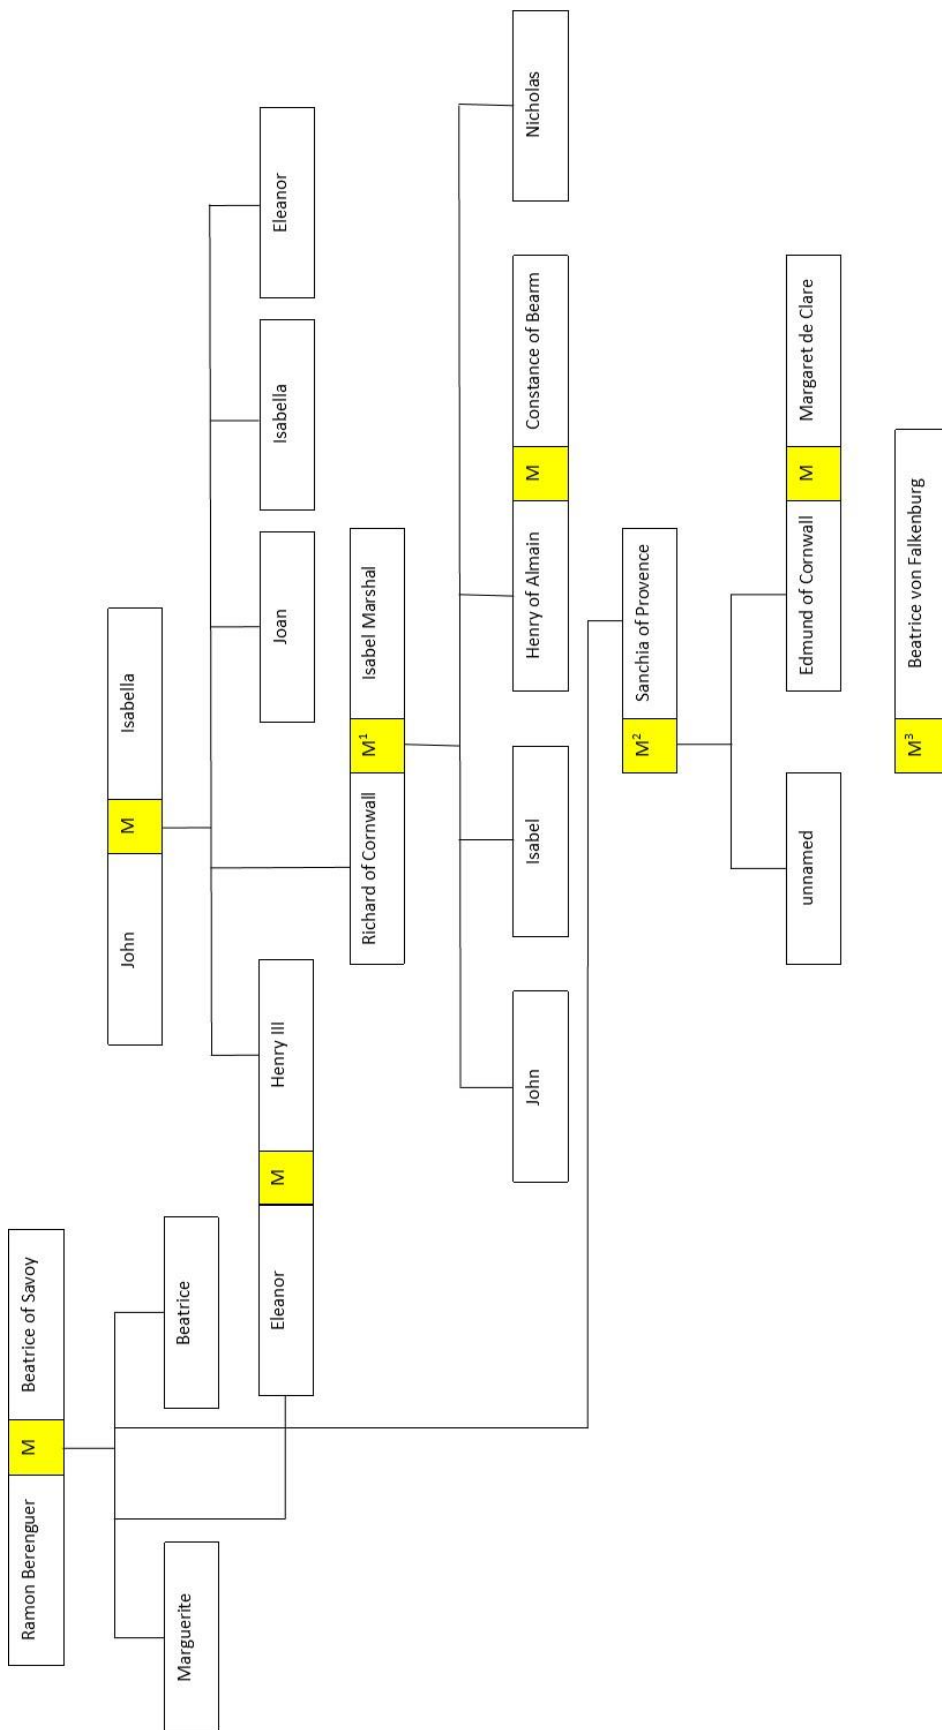 Ramon Berenguer M Beatrice of Savoy
John M Isabella
Marguerite
Beatrice
Eleanor M Henry III
Joan
Isabella
Eleanor
Richard of Cornwall M¹ Isabel Marshal
John
Isabel
Henry of Almain M Constance of Bearm
Nicholas
M² Sanchia of Provence
unnamed
Edmund of Cornwall M Margaret de Clare
M³ Beatrice von Falkenburg